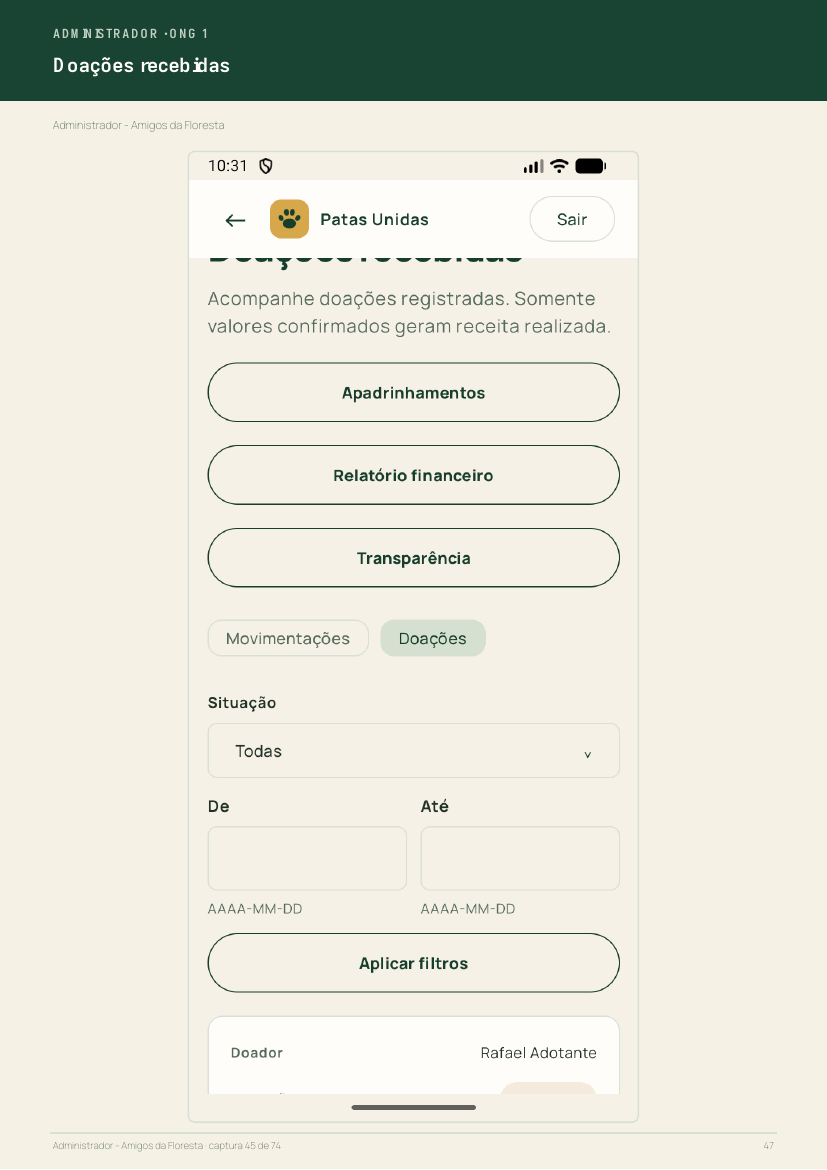 ADMINISTRADOR · ONG 1
Doações recebidas
Administrador - Amigos da Floresta
10:31
Patas Unidas
Sair
Doações recebidas
Acompanhe doações registradas. Somente
valores confirmados geram receita realizada.
Apadrinhamentos
Relatório financeiro
Transparência
Movimentações
Doações
Situação
Todas
De
Até
AAAA-MM-DD
AAAA-MM-DD
Aplicar filtros
Doador
Rafael Adotante
Administrador - Amigos da Floresta · captura 45 de 74
47